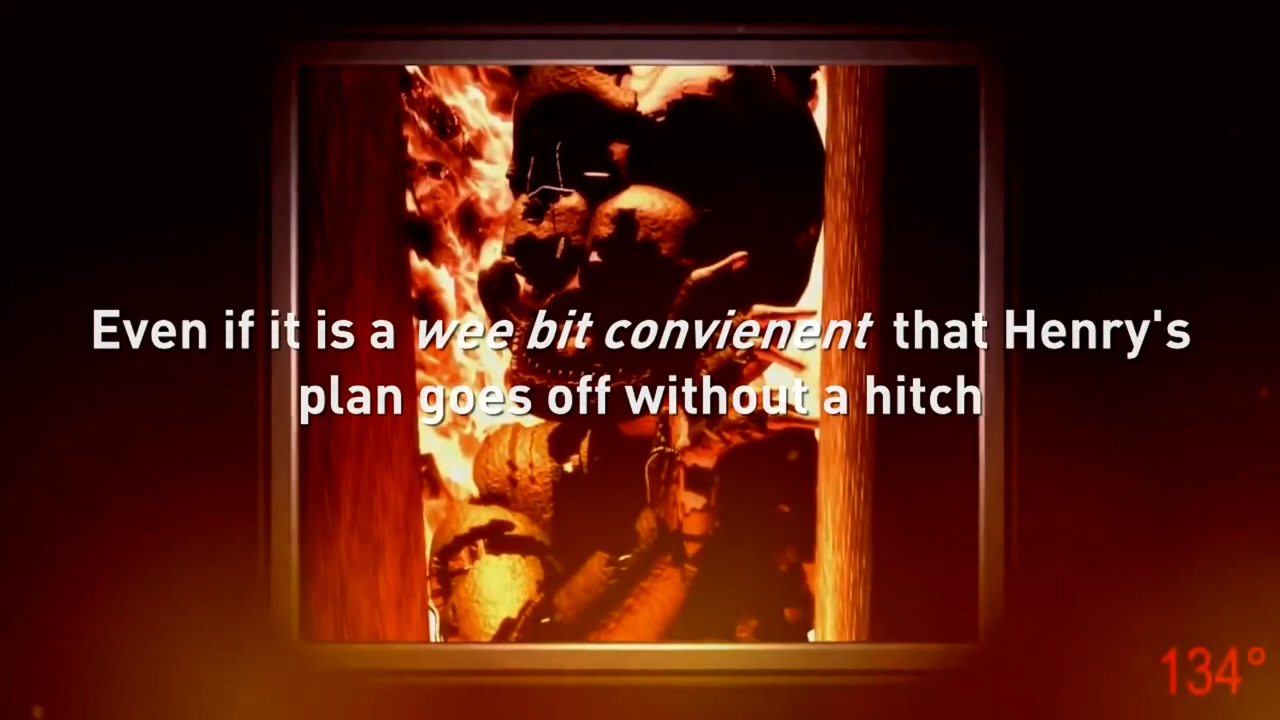 Even if it is a wee bit convienent that Henry's
plan goes off without a hitch
134°